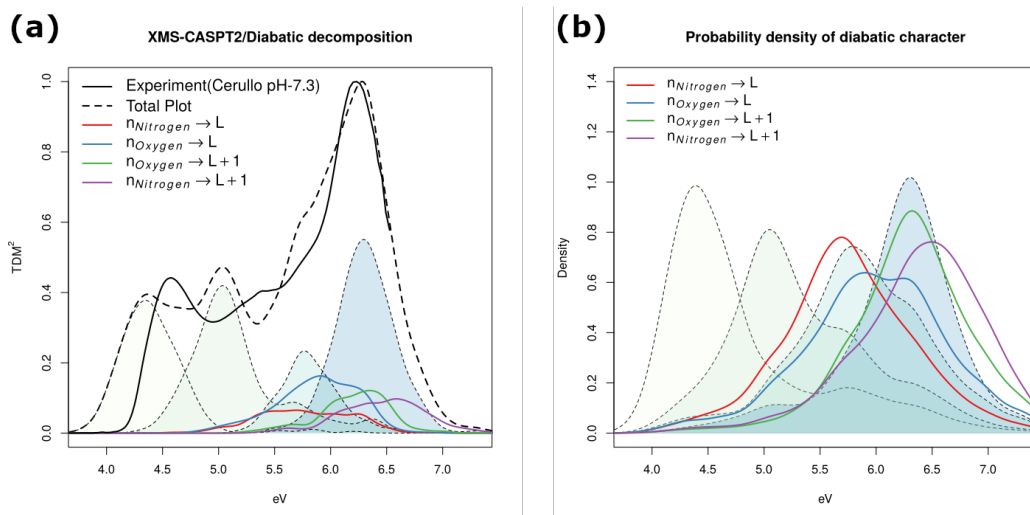 (a)
XMS-CASPT2/Diabatic decomposition
Experiment(Cerullo pH-7.3)
Total Plot
n_Nitrogen → L
n_Oxygen → L
n_Oxygen → L+1
n_Nitrogen → L+1
TDM²
0.0
0.2
0.4
0.6
0.8
1.0
4.0 4.5 5.0 5.5 6.0 6.5 7.0
eV
(b)
Probability density of diabatic character
n_Nitrogen → L
n_Oxygen → L
n_Oxygen → L+1
n_Nitrogen → L+1
Density
0.0
0.2
0.4
0.6
0.8
1.0
1.2
1.4
4.0 4.5 5.0 5.5 6.0 6.5 7.0
eV